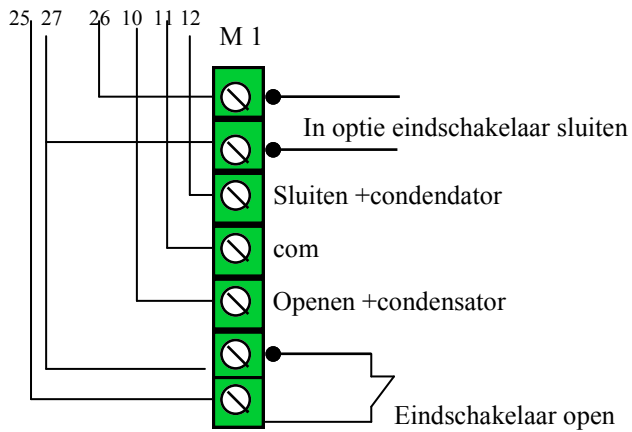 25 27 26 10 11 12
M 1
In optie eindschakelaar sluiten
Sluiten +condendator
com
Openen +condensator
Eindschakelaar open